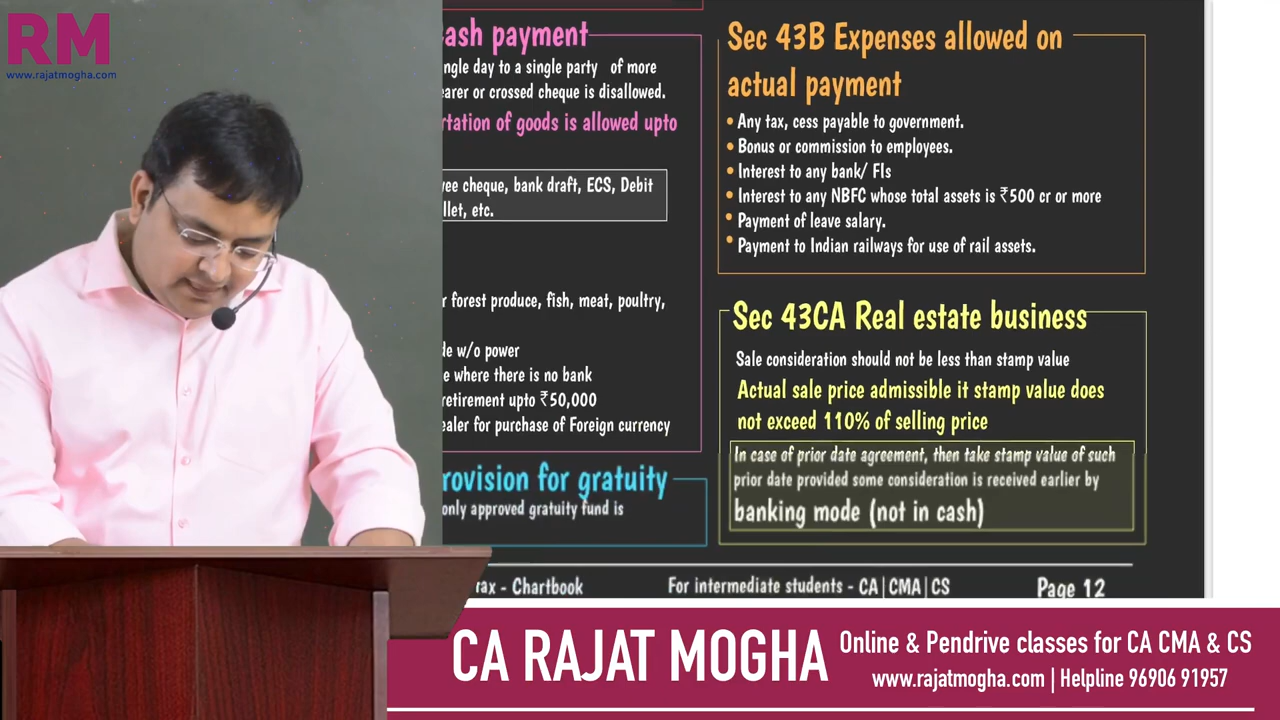 RM
www.rajatmogha.com
ash payment
ngle day to a single party of more
earer or crossed cheque is disallowed.
rtation of goods is allowed upto
vee cheque, bank draft, ECS, Debit
llet, etc.
r forest produce, fish, meat, poultry,
de w/o power
e where there is no bank
retirement upto ₹50,000
ealer for purchase of Foreign currency
rovision for gratuity
only approved gratuity fund is
Sec 43B Expenses allowed on
actual payment
• Any tax, cess payable to government.
• Bonus or commission to employees.
• Interest to any bank/ FIs
• Interest to any NBFC whose total assets is ₹500 cr or more
• Payment of leave salary.
• Payment to Indian railways for use of rail assets.
Sec 43CA Real estate business
Sale consideration should not be less than stamp value
Actual sale price admissible it stamp value does
not exceed 110% of selling price
In case of prior date agreement, then take stamp value of such
prior date provided some consideration is received earlier by
banking mode (not in cash)
ax - Chartbook For intermediate students - CA|CMA|CS Page 12
CA RAJAT MOGHA
Online & Pendrive classes for CA CMA & CS
www.rajatmogha.com | Helpline 96906 91957